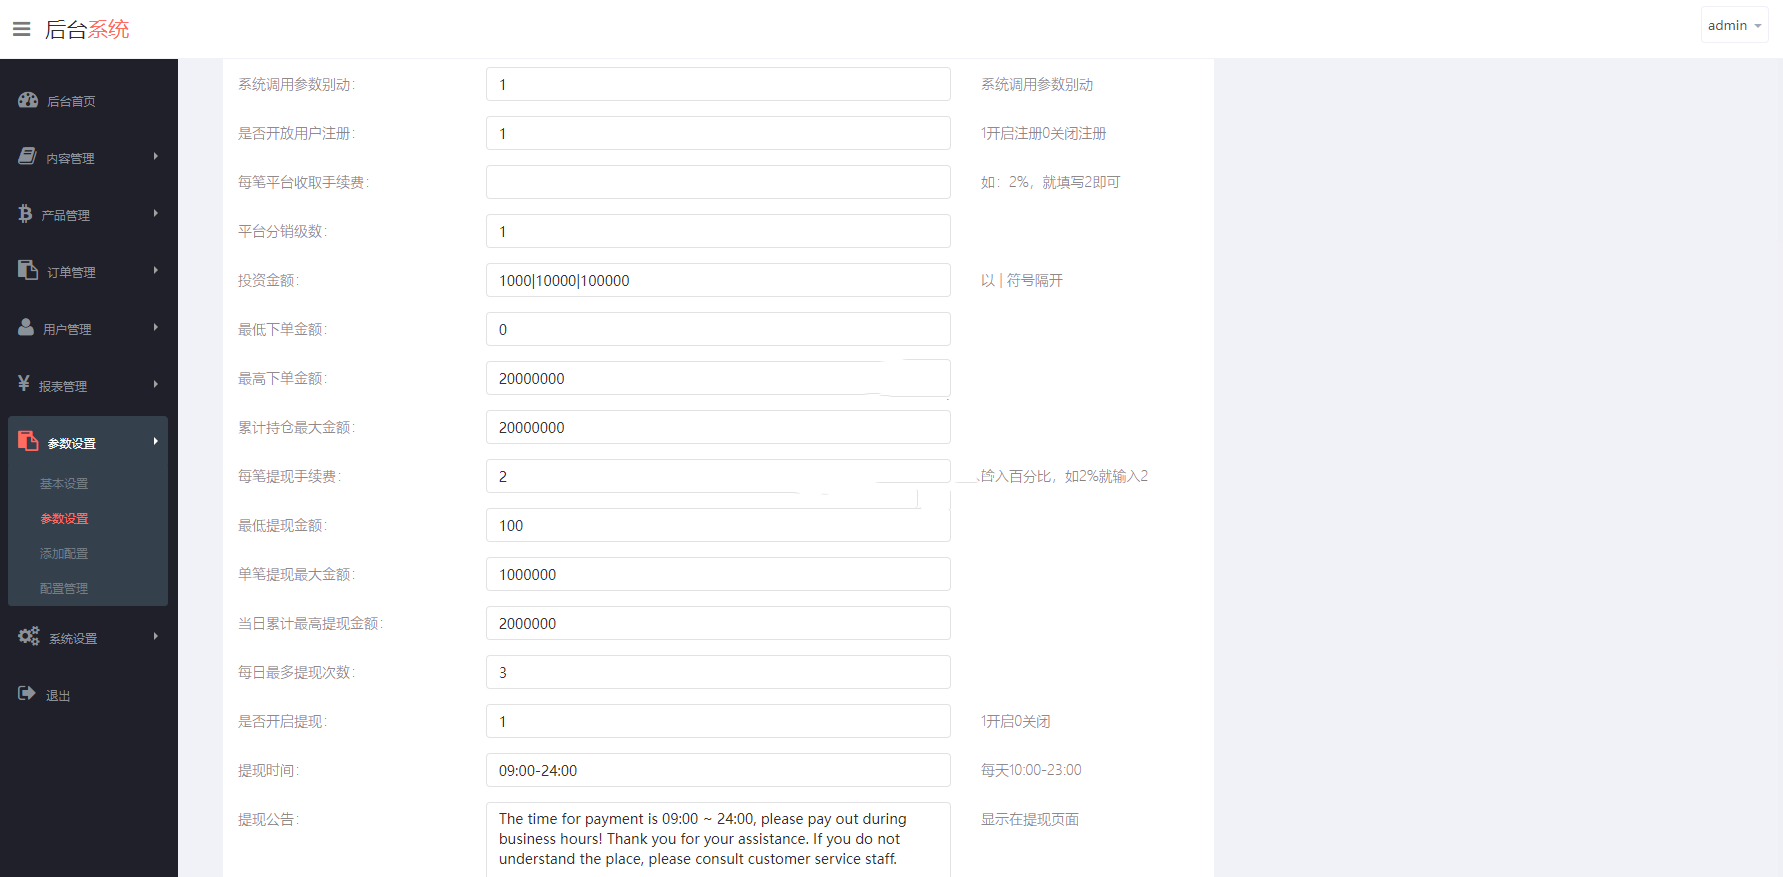 后台系统
admin
后台首页
内容管理
产品管理
订单管理
用户管理
报表管理
参数设置
基本设置
参数设置
添加配置
配置管理
系统设置
退出
系统调用参数别动: 1 系统调用参数别动
是否开放用户注册: 1 1开启注册0关闭注册
每笔平台收取手续费: 如：2%，就填写2即可
平台分销级数: 1
投资金额: 1000|10000|100000 以 | 符号隔开
最低下单金额: 0
最高下单金额: 20000000
累计持仓最大金额: 20000000
每笔提现手续费: 2 输入百分比，如2%就输入2
最低提现金额: 100
单笔提现最大金额: 1000000
当日累计最高提现金额: 2000000
每日最多提现次数: 3
是否开启提现: 1 1开启0关闭
提现时间: 09:00-24:00 每天10:00-23:00
提现公告: The time for payment is 09:00 ~ 24:00, please pay out during 显示在提现页面
business hours! Thank you for your assistance. If you do not
understand the place, please consult customer service staff.